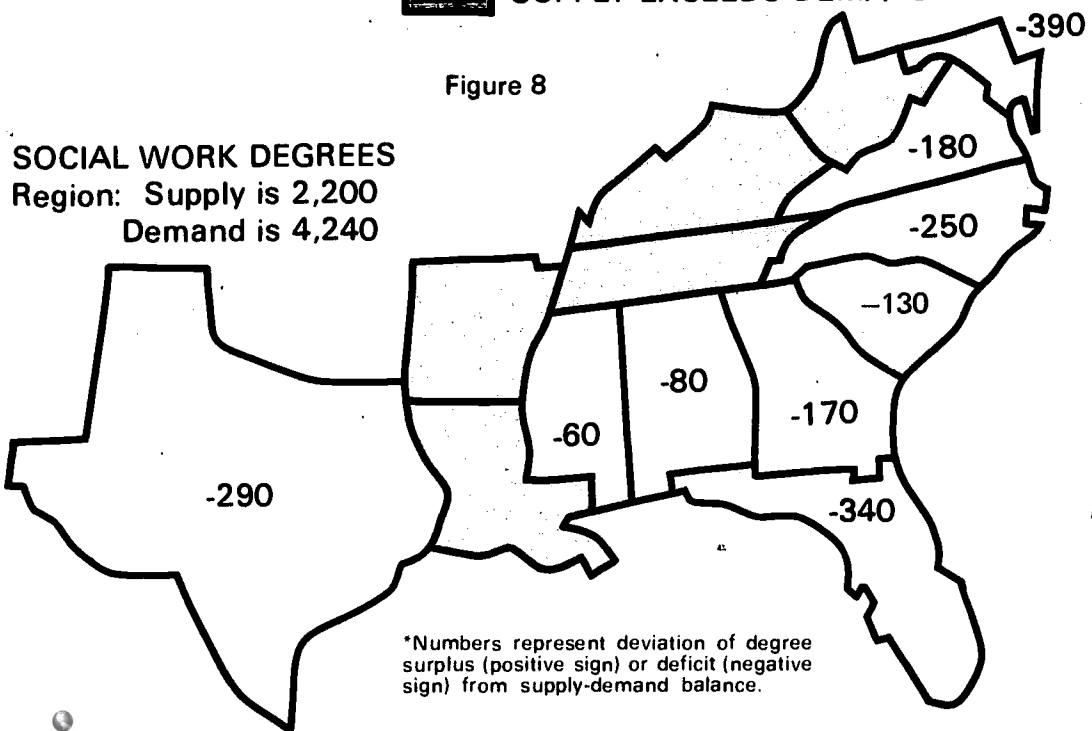 SUPPLY EXCEEDS
-390
Figure 8
SOCIAL WORK DEGREES
Region: Supply is 2,200
Demand is 4,240
-180
-250
—130
-80
-170
-60
-290
-340
*Numbers represent deviation of degree
surplus (positive sign) or deficit (negative
sign) from supply-demand balance.